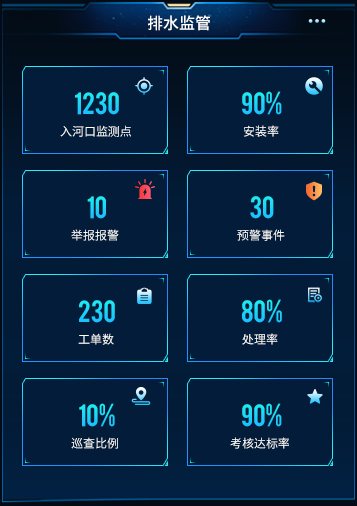 排水监管
1230
入河口监测点
90%
安装率
10
举报报警
30
预警事件
230
工单数
80%
处理率
10%
巡查比例
90%
考核达标率